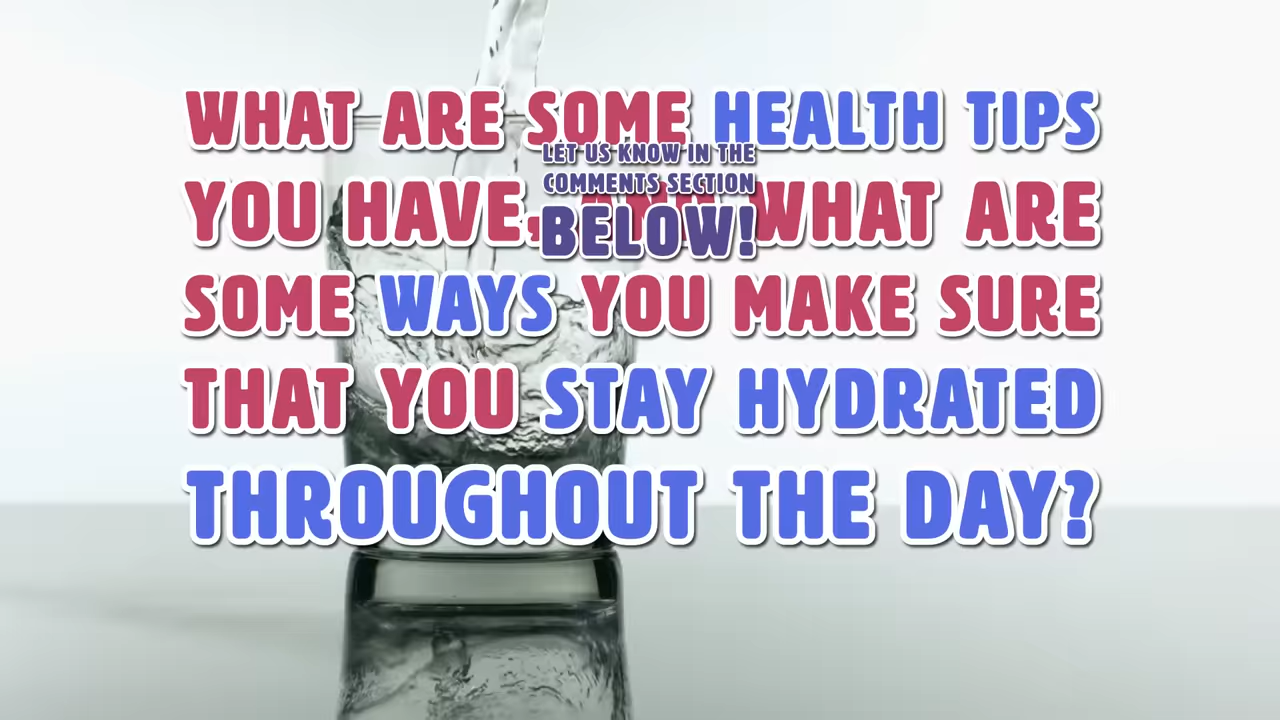 WHAT ARE SOME HEALTH TIPS
YOU HAVE, AND WHAT ARE
SOME WAYS YOU MAKE SURE
THAT YOU STAY HYDRATED
THROUGHOUT THE DAY?
LET US KNOW IN THE
COMMENTS SECTION
BELOW!